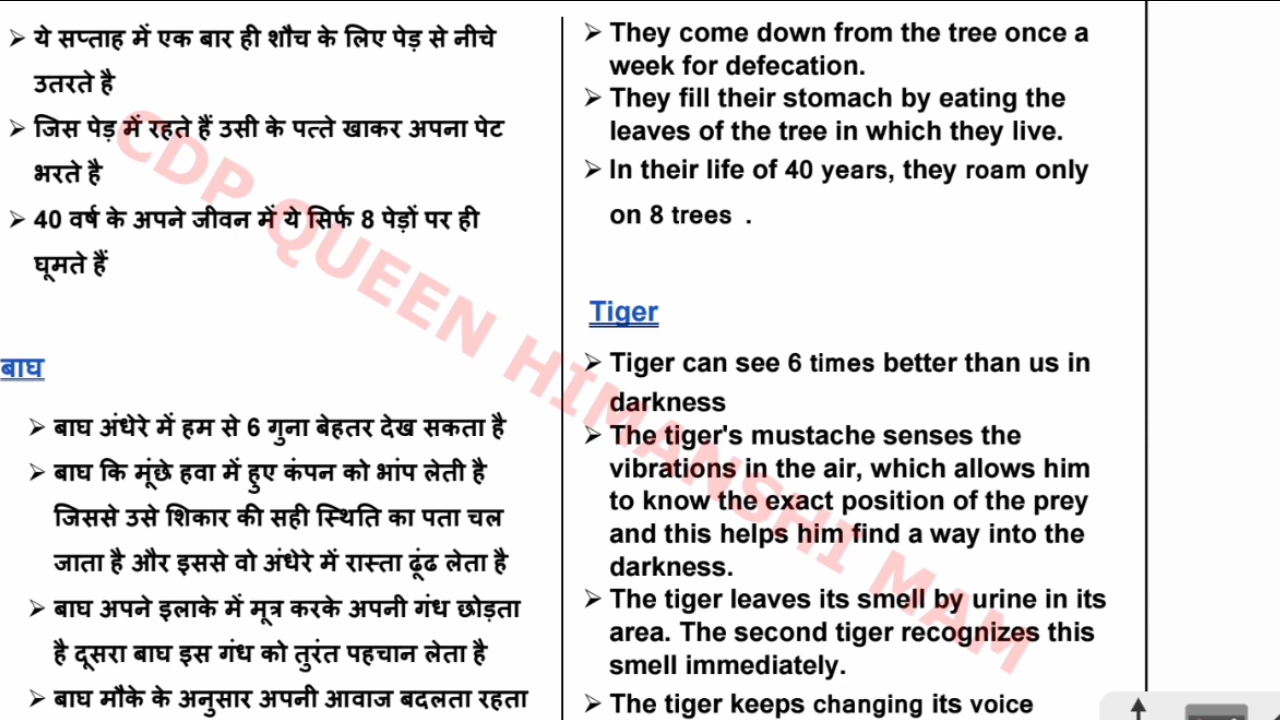 ➢ ये सप्ताह में एक बार ही शौच के लिए पेड़ से नीचे
उतरते है
➢ जिस पेड़ में रहते हैं उसी के पत्ते खाकर अपना पेट
भरते है
➢ 40 वर्ष के अपने जीवन में ये सिर्फ 8 पेड़ों पर ही
घूमते हैं
बाघ
➢ बाघ अंधेरे में हम से 6 गुना बेहतर देख सकता है
➢ बाघ कि मूंछे हवा में हुए कंपन को भांप लेती है
जिससे उसे शिकार की सही स्थिति का पता चल
जाता है और इससे वो अंधेरे में रास्ता ढूंढ लेता है
➢ बाघ अपने इलाके में मूत्र करके अपनी गंध छोड़ता
है दूसरा बाघ इस गंध को तुरंत पहचान लेता है
➢ बाघ मौके के अनुसार अपनी आवाज बदलता रहता
➢ They come down from the tree once a
week for defecation.
➢ They fill their stomach by eating the
leaves of the tree in which they live.
➢ In their life of 40 years, they roam only
on 8 trees .
Tiger
➢ Tiger can see 6 times better than us in
darkness
➢ The tiger's mustache senses the
vibrations in the air, which allows him
to know the exact position of the prey
and this helps him find a way into the
darkness.
➢ The tiger leaves its smell by urine in its
area. The second tiger recognizes this
smell immediately.
➢ The tiger keeps changing its voice
CDP QUEEN HIMANSHI MAM